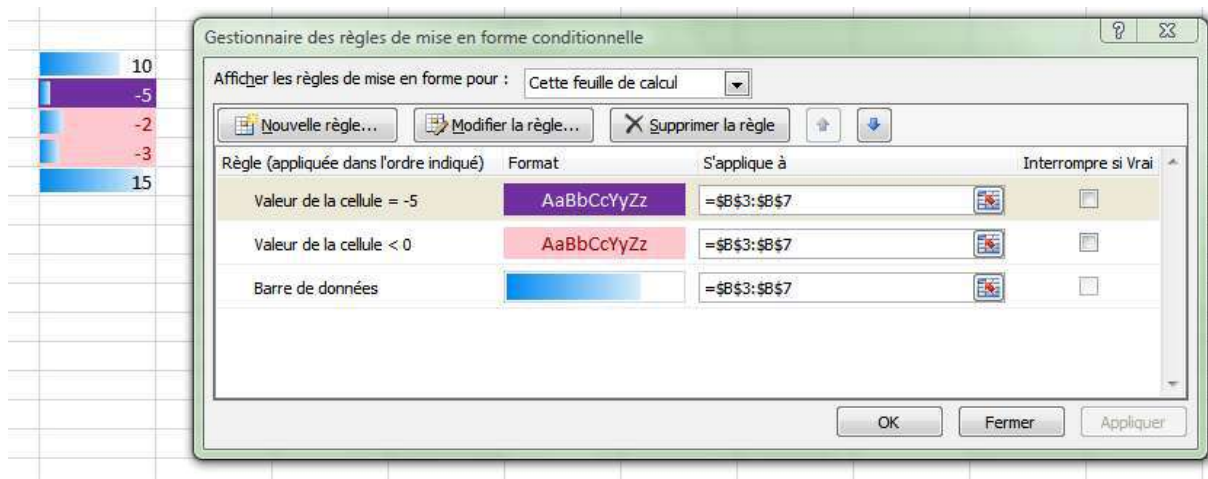 10
-5
-2
-3
15
Gestionnaire des règles de mise en forme conditionnelle
Afficher les règles de mise en forme pour : Cette feuille de calcul
Nouvelle règle... Modifier la règle... Supprimer la règle
Règle (appliquée dans l'ordre indiqué) Format S'applique à Interrompre si Vrai
Valeur de la cellule = -5 AaBbCcYyZz =$B$3:$B$7
Valeur de la cellule < 0 AaBbCcYyZz =$B$3:$B$7
Barre de données =$B$3:$B$7
OK Fermer Appliquer